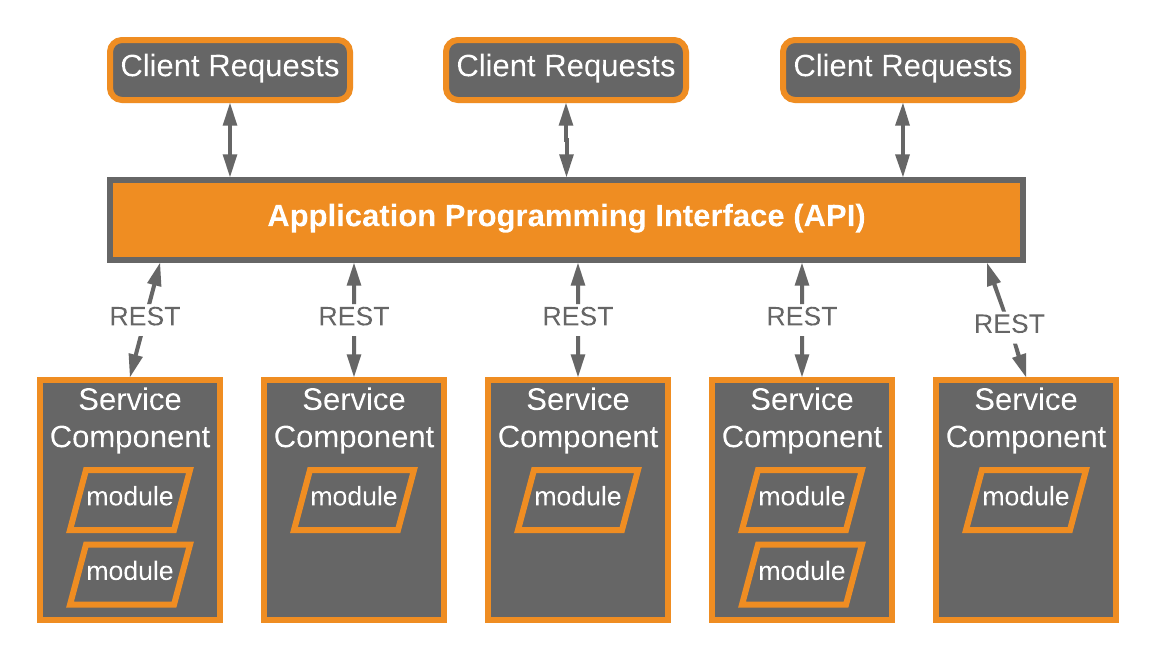 Client Requests
Client Requests
Client Requests
Application Programming Interface (API)
REST
REST
REST
REST
REST
Service
Component
module
module
Service
Component
module
Service
Component
module
Service
Component
module
module
Service
Component
module